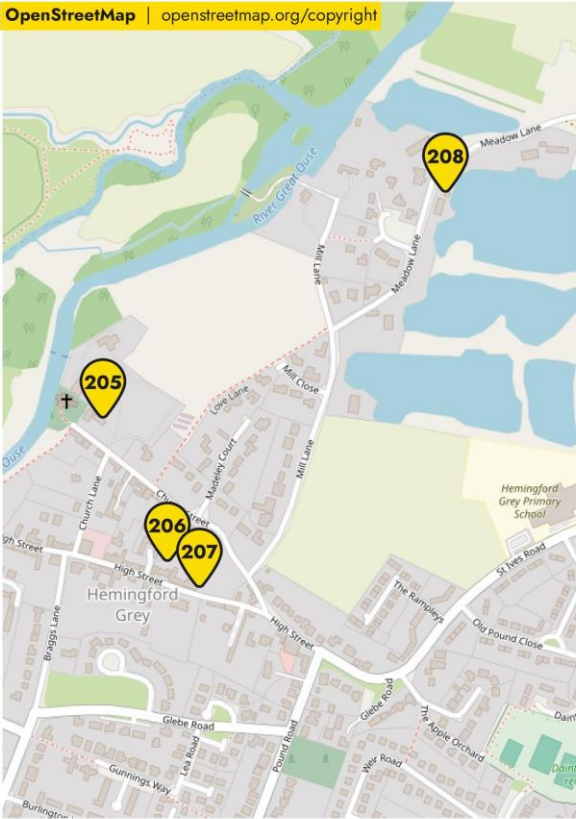 OpenStreetMap | openstreetmap.org/copyright
Meadow Lane
208
River Great Ouse
Mill Lane
Meadow Lane
205
Mill Close
Love Lane
Ouse
Madeley Court
Mill Lane
Church Lane
Hemingford
Grey Primary
School
206
207
gh Street
High Street
St Ives Road
Hemingford
Grey
The Rampleys
Braggs Lane
High Street
Old Pound Close
Glebe Road
Glebe Road
The Apple Orchard
Pound Road
Lea Road
Weir Road
Gunnings Way
Burlington